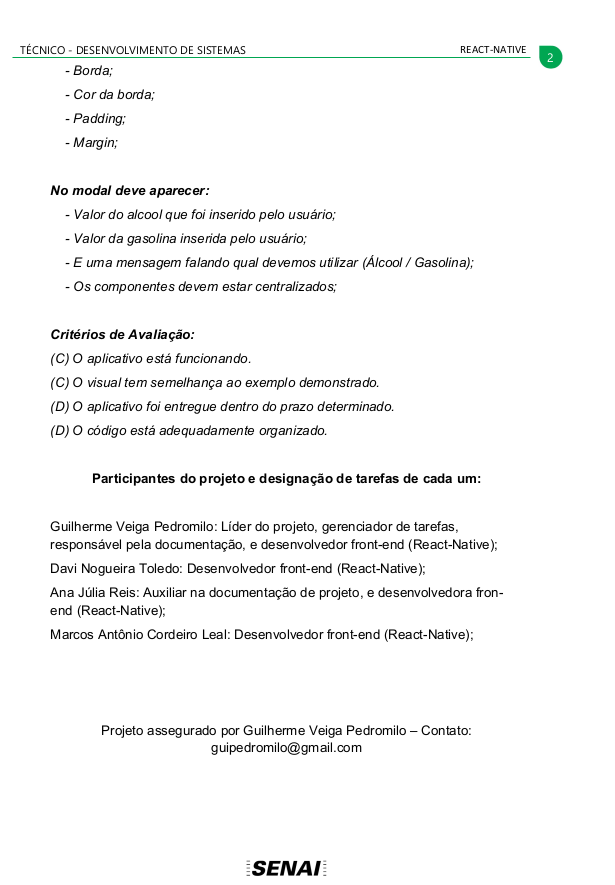 TÉCNICO - DESENVOLVIMENTO DE SISTEMAS REACT-NATIVE 2
- Borda;
- Cor da borda;
- Padding;
- Margin;
No modal deve aparecer:
- Valor do alcool que foi inserido pelo usuário;
- Valor da gasolina inserida pelo usuário;
- E uma mensagem falando qual devemos utilizar (Álcool / Gasolina);
- Os componentes devem estar centralizados;
Critérios de Avaliação:
(C) O aplicativo está funcionando.
(C) O visual tem semelhança ao exemplo demonstrado.
(D) O aplicativo foi entregue dentro do prazo determinado.
(D) O código está adequadamente organizado.
Participantes do projeto e designação de tarefas de cada um:
Guilherme Veiga Pedromilo: Líder do projeto, gerenciador de tarefas,
responsável pela documentação, e desenvolvedor front-end (React-Native);
Davi Nogueira Toledo: Desenvolvedor front-end (React-Native);
Ana Júlia Reis: Auxiliar na documentação de projeto, e desenvolvedora fron-
end (React-Native);
Marcos Antônio Cordeiro Leal: Desenvolvedor front-end (React-Native);
Projeto assegurado por Guilherme Veiga Pedromilo – Contato:
guipedromilo@gmail.com
SENAI